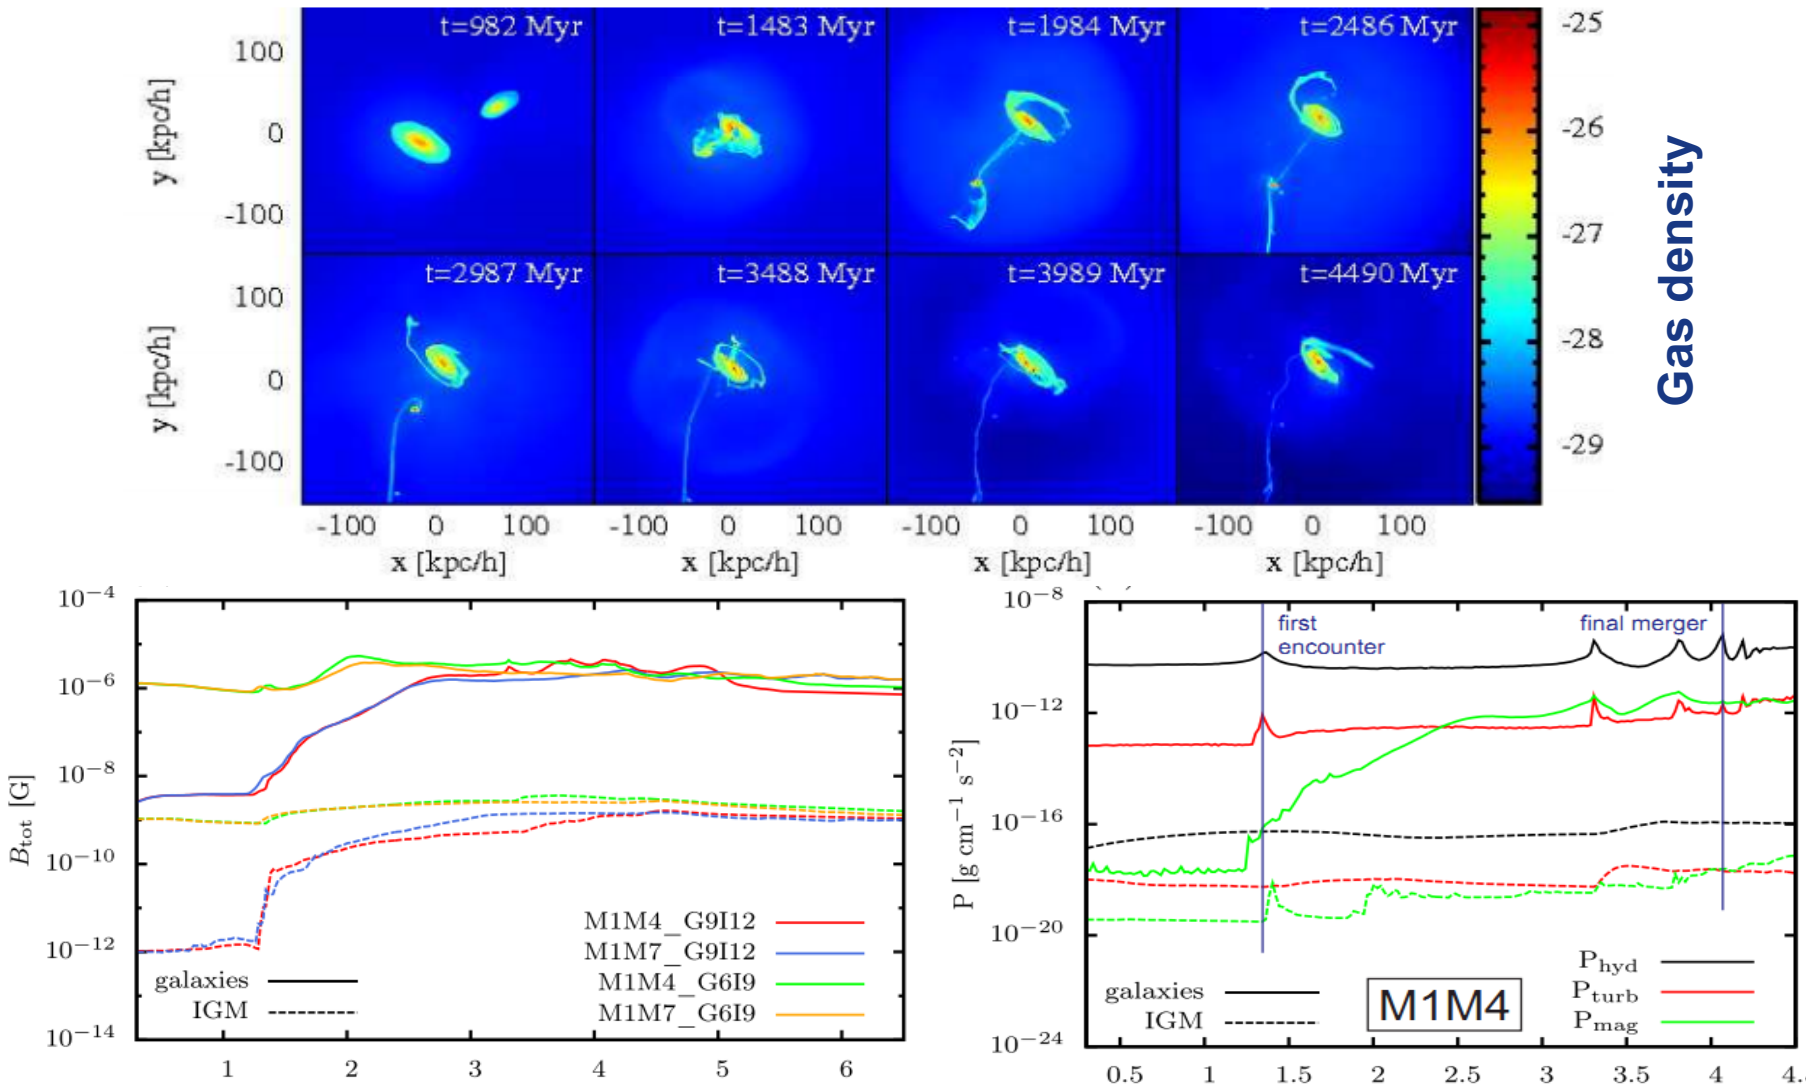 t=982 Myr
t=1483 Myr
t=1984 Myr
t=2486 Myr
100
0
-100
y [kpc/h]
t=2987 Myr
t=3488 Myr
t=3989 Myr
t=4490 Myr
100
0
-100
y [kpc/h]
-100 0 100
-100 0 100
-100 0 100
-100 0 100
x [kpc/h]
x [kpc/h]
x [kpc/h]
x [kpc/h]
-25
-26
-27
-28
-29
Gas density
10⁻⁴
10⁻⁶
10⁻⁸
10⁻¹⁰
10⁻¹²
10⁻¹⁴
B_tot [G]
M1M4_G9I12
M1M7_G9I12
M1M4_G6I9
M1M7_G6I9
galaxies
IGM
1 2 3 4 5 6
10⁻⁸
10⁻¹²
10⁻¹⁶
10⁻²⁰
10⁻²⁴
P [g cm⁻¹ s⁻²]
first
encounter
final merger
P_hyd
P_turb
P_mag
galaxies
IGM
M1M4
0.5 1 1.5 2 2.5 3 3.5 4